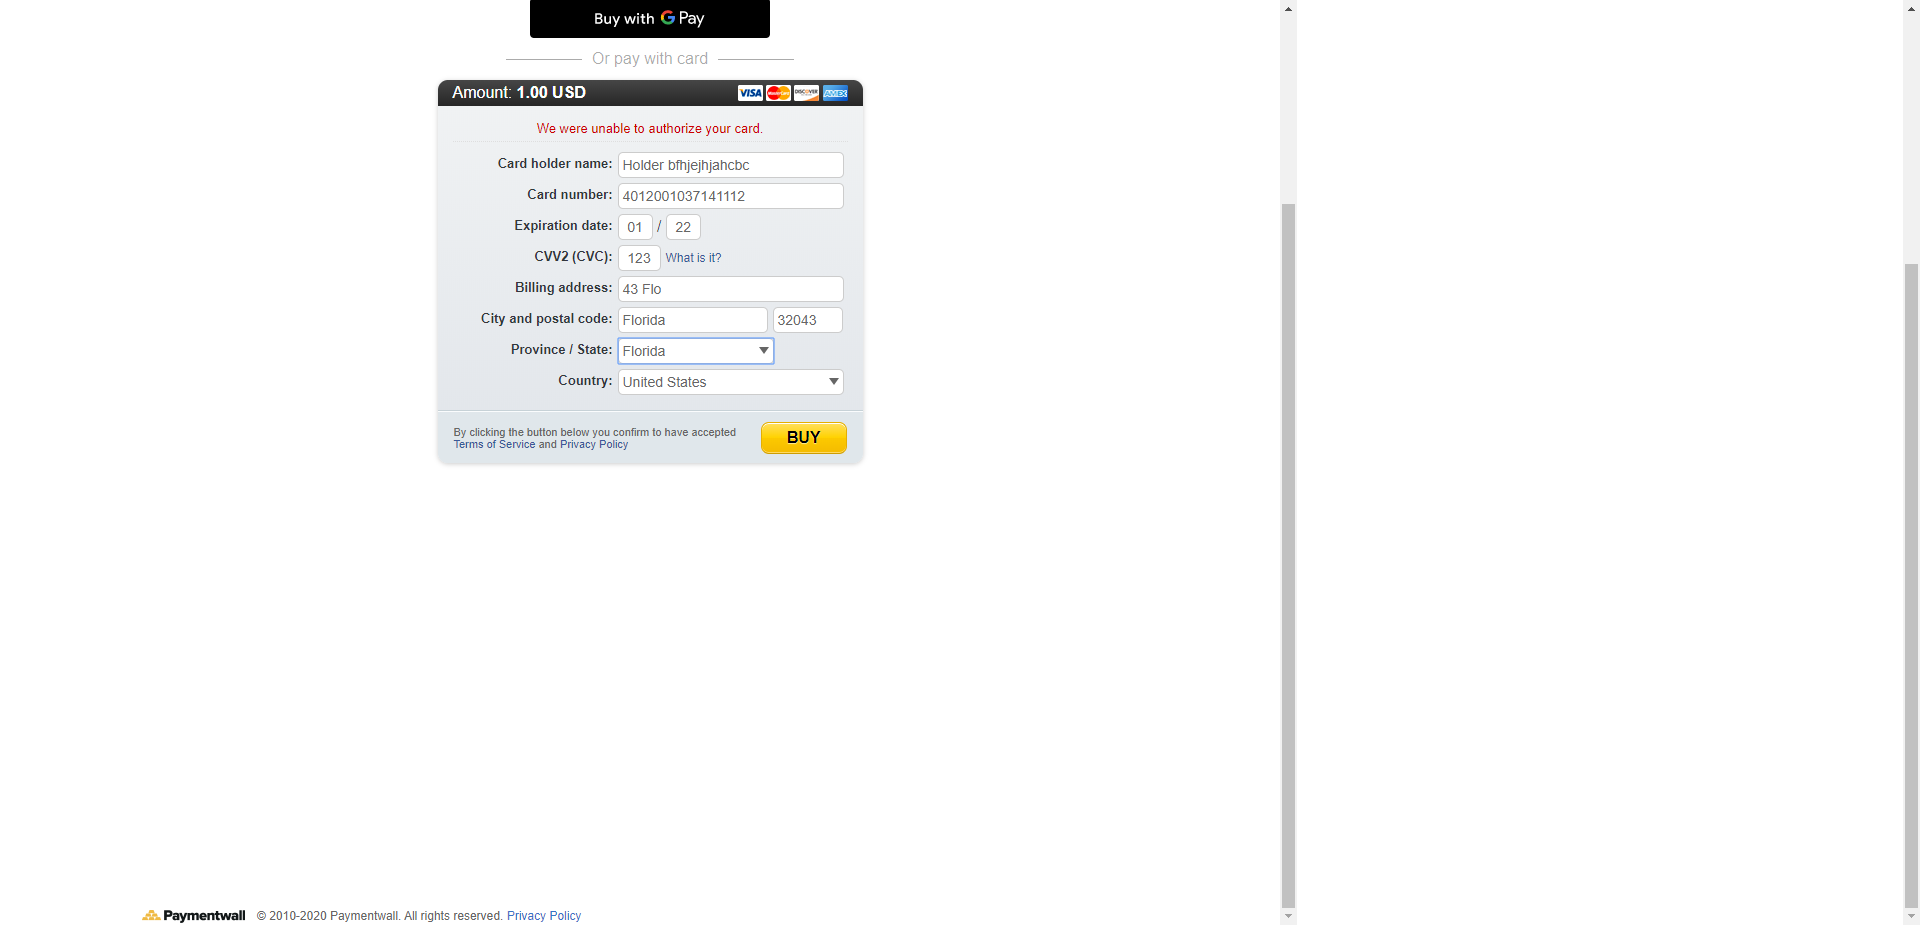 Buy with G Pay
Or pay with card
Amount: 1.00 USD
VISA MasterCard DISCOVER AMEX
We were unable to authorize your card.
Card holder name: Holder bfhjejhjahcbc
Card number: 4012001037141112
Expiration date: 01 / 22
CVV2 (CVC): 123 What is it?
Billing address: 43 Flo
City and postal code: Florida 32043
Province / State: Florida
Country: United States
By clicking the button below you confirm to have accepted
Terms of Service and Privacy Policy
BUY
Paymentwall © 2010-2020 Paymentwall. All rights reserved. Privacy Policy